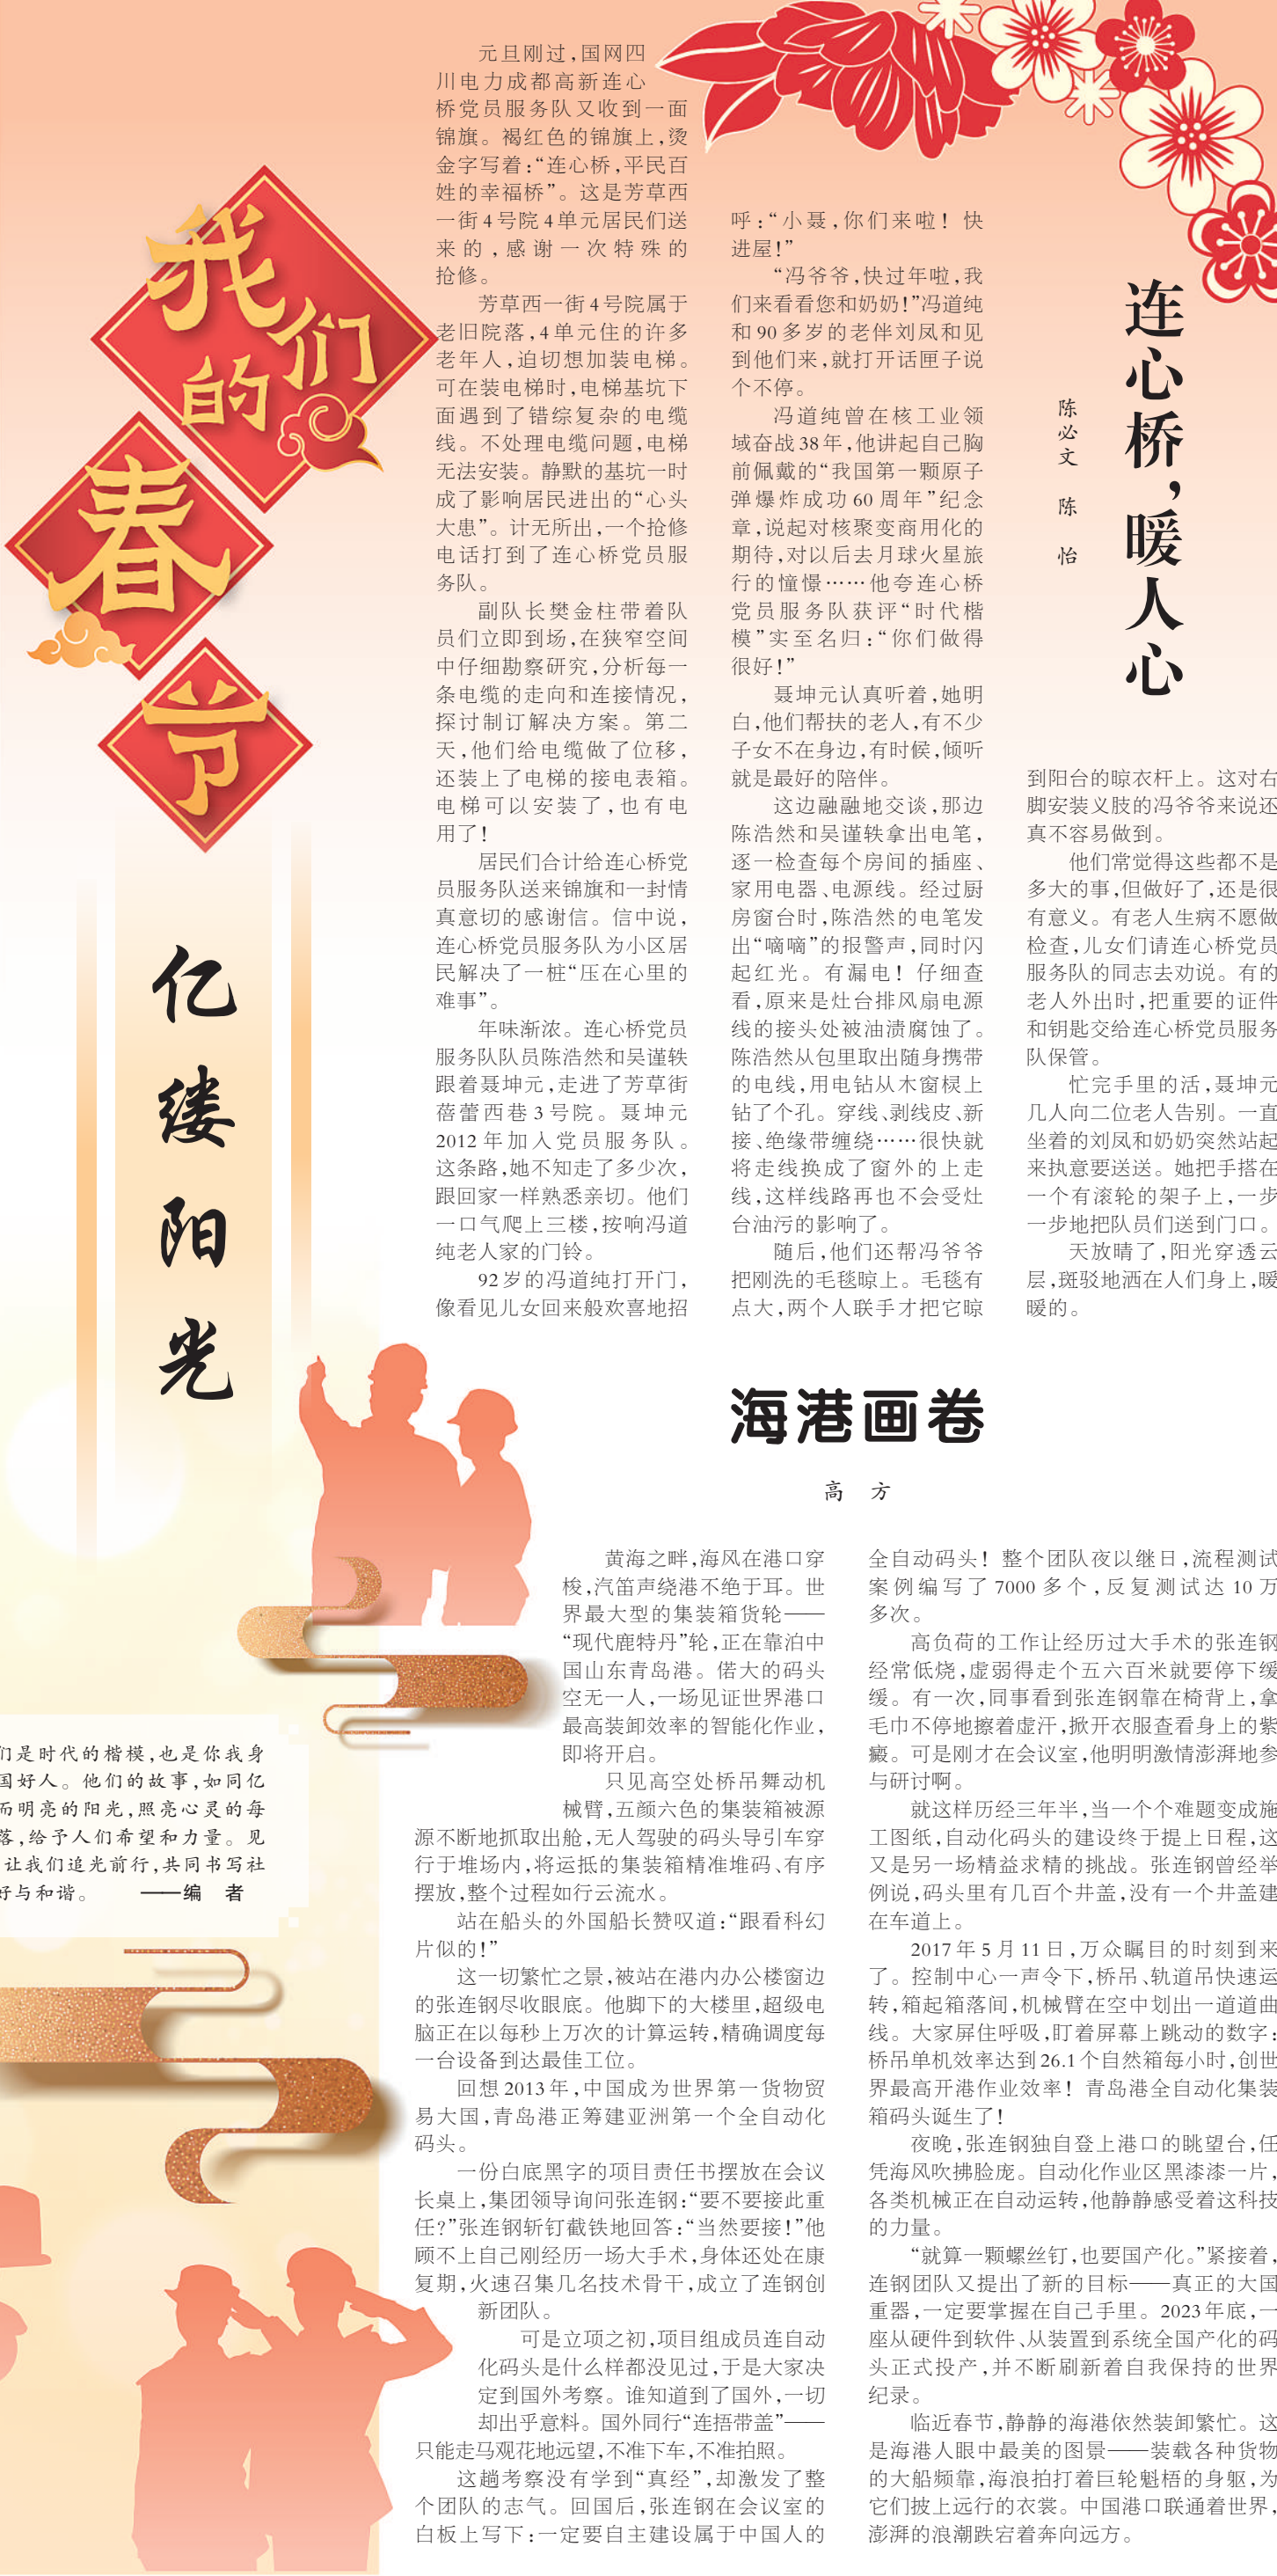 我们的
春
节
亿缕阳光
们是时代的楷模,也是你我身
国好人。他们的故事,如同亿
而明亮的阳光,照亮心灵的每
落,给予人们希望和力量。见
让我们追光前行,共同书写社
好与和谐。 ——编 者
连心桥,暖人心
陈必文 陈 怡
元旦刚过,国网四
川电力成都高新连心
桥党员服务队又收到一面
锦旗。褐红色的锦旗上,烫
金字写着:“连心桥,平民百
姓的幸福桥”。这是芳草西
一街4号院4单元居民们送
来的,感谢一次特殊的
抢修。
芳草西一街4号院属于
老旧院落,4单元住的许多
老年人,迫切想加装电梯。
可在装电梯时,电梯基坑下
面遇到了错综复杂的电缆
线。不处理电缆问题,电梯
无法安装。静默的基坑一时
成了影响居民进出的“心头
大患”。计无所出,一个抢修
电话打到了连心桥党员服
务队。
副队长樊金柱带着队
员们立即到场,在狭窄空间
中仔细勘察研究,分析每一
条电缆的走向和连接情况,
探讨制订解决方案。第二
天,他们给电缆做了位移,
还装上了电梯的接电表箱。
电梯可以安装了,也有电
用了!
居民们合计给连心桥党
员服务队送来锦旗和一封情
真意切的感谢信。信中说,
连心桥党员服务队为小区居
民解决了一桩“压在心里的
难事”。
年味渐浓。连心桥党员
服务队队员陈浩然和吴谨轶
跟着聂坤元,走进了芳草街
蓓蕾西巷3号院。聂坤元
2012年加入党员服务队。
这条路,她不知走了多少次,
跟回家一样熟悉亲切。他们
一口气爬上三楼,按响冯道
纯老人家的门铃。
92岁的冯道纯打开门,
像看见儿女回来般欢喜地招
呼:“小聂,你们来啦!快
进屋!”
“冯爷爷,快过年啦,我
们来看看您和奶奶!”冯道纯
和90多岁的老伴刘凤和见
到他们来,就打开话匣子说
个不停。
冯道纯曾在核工业领
域奋战38年,他讲起自己胸
前佩戴的“我国第一颗原子
弹爆炸成功60周年”纪念
章,说起对核聚变商用化的
期待,对以后去月球火星旅
行的憧憬……他夸连心桥
党员服务队获评“时代楷
模”实至名归:“你们做得
很好!”
聂坤元认真听着,她明
白,他们帮扶的老人,有不少
子女不在身边,有时候,倾听
就是最好的陪伴。
这边融融地交谈,那边
陈浩然和吴谨轶拿出电笔,
逐一检查每个房间的插座、
家用电器、电源线。经过厨
房窗台时,陈浩然的电笔发
出“嘀嘀”的报警声,同时闪
起红光。有漏电!仔细查
看,原来是灶台排风扇电源
线的接头处被油渍腐蚀了。
陈浩然从包里取出随身携带
的电线,用电钻从木窗棂上
钻了个孔。穿线、剥线皮、新
接、绝缘带缠绕……很快就
将走线换成了窗外的上走
线,这样线路再也不会受灶
台油污的影响了。
随后,他们还帮冯爷爷
把刚洗的毛毯晾上。毛毯有
点大,两个人联手才把它晾
到阳台的晾衣杆上。这对右
脚安装义肢的冯爷爷来说还
真不容易做到。
他们常觉得这些都不是
多大的事,但做好了,还是很
有意义。有老人生病不愿做
检查,儿女们请连心桥党员
服务队的同志去劝说。有的
老人外出时,把重要的证件
和钥匙交给连心桥党员服务
队保管。
忙完手里的活,聂坤元
几人向二位老人告别。一直
坐着的刘凤和奶奶突然站起
来执意要送送。她把手搭在
一个有滚轮的架子上,一步
一步地把队员们送到门口。
天放晴了,阳光穿透云
层,斑驳地洒在人们身上,暖
暖的。
海港画卷
高 方
黄海之畔,海风在港口穿
梭,汽笛声绕港不绝于耳。世
界最大型的集装箱货轮——
“现代鹿特丹”轮,正在靠泊中
国山东青岛港。偌大的码头
空无一人,一场见证世界港口
最高装卸效率的智能化作业,
即将开启。
只见高空处桥吊舞动机
械臂,五颜六色的集装箱被源
源不断地抓取出舱,无人驾驶的码头导引车穿
行于堆场内,将运抵的集装箱精准堆码、有序
摆放,整个过程如行云流水。
站在船头的外国船长赞叹道:“跟看科幻
片似的!”
这一切繁忙之景,被站在港内办公楼窗边
的张连钢尽收眼底。他脚下的大楼里,超级电
脑正在以每秒上万次的计算运转,精确调度每
一台设备到达最佳工位。
回想2013年,中国成为世界第一货物贸
易大国,青岛港正筹建亚洲第一个全自动化
码头。
一份白底黑字的项目责任书摆放在会议
长桌上,集团领导询问张连钢:“要不要接此重
任?”张连钢斩钉截铁地回答:“当然要接!”他
顾不上自己刚经历一场大手术,身体还处在康
复期,火速召集几名技术骨干,成立了连钢创
新团队。
可是立项之初,项目组成员连自动
化码头是什么样都没见过,于是大家决
定到国外考察。谁知道到了国外,一切
却出乎意料。国外同行“连捂带盖”——
只能走马观花地远望,不准下车,不准拍照。
这趟考察没有学到“真经”,却激发了整
个团队的志气。回国后,张连钢在会议室的
白板上写下:一定要自主建设属于中国人的
全自动码头!整个团队夜以继日,流程测试
案例编写了7000多个,反复测试达10万
多次。
高负荷的工作让经历过大手术的张连钢
经常低烧,虚弱得走个五六百米就要停下缓
缓。有一次,同事看到张连钢靠在椅背上,拿
毛巾不停地擦着虚汗,掀开衣服查看身上的紫
癜。可是刚才在会议室,他明明激情澎湃地参
与研讨啊。
就这样历经三年半,当一个个难题变成施
工图纸,自动化码头的建设终于提上日程,这
又是另一场精益求精的挑战。张连钢曾经举
例说,码头里有几百个井盖,没有一个井盖建
在车道上。
2017年5月11日,万众瞩目的时刻到来
了。控制中心一声令下,桥吊、轨道吊快速运
转,箱起箱落间,机械臂在空中划出一道道曲
线。大家屏住呼吸,盯着屏幕上跳动的数字:
桥吊单机效率达到26.1个自然箱每小时,创世
界最高开港作业效率!青岛港全自动化集装
箱码头诞生了!
夜晚,张连钢独自登上港口的眺望台,任
凭海风吹拂脸庞。自动化作业区黑漆漆一片,
各类机械正在自动运转,他静静感受着这科技
的力量。
“就算一颗螺丝钉,也要国产化。”紧接着,
连钢团队又提出了新的目标——真正的大国
重器,一定要掌握在自己手里。2023年底,一
座从硬件到软件、从装置到系统全国产化的码
头正式投产,并不断刷新着自我保持的世界
纪录。
临近春节,静静的海港依然装卸繁忙。这
是海港人眼中最美的图景——装载各种货物
的大船频靠,海浪拍打着巨轮魁梧的身躯,为
它们披上远行的衣裳。中国港口联通着世界,
澎湃的浪潮跌宕着奔向远方。